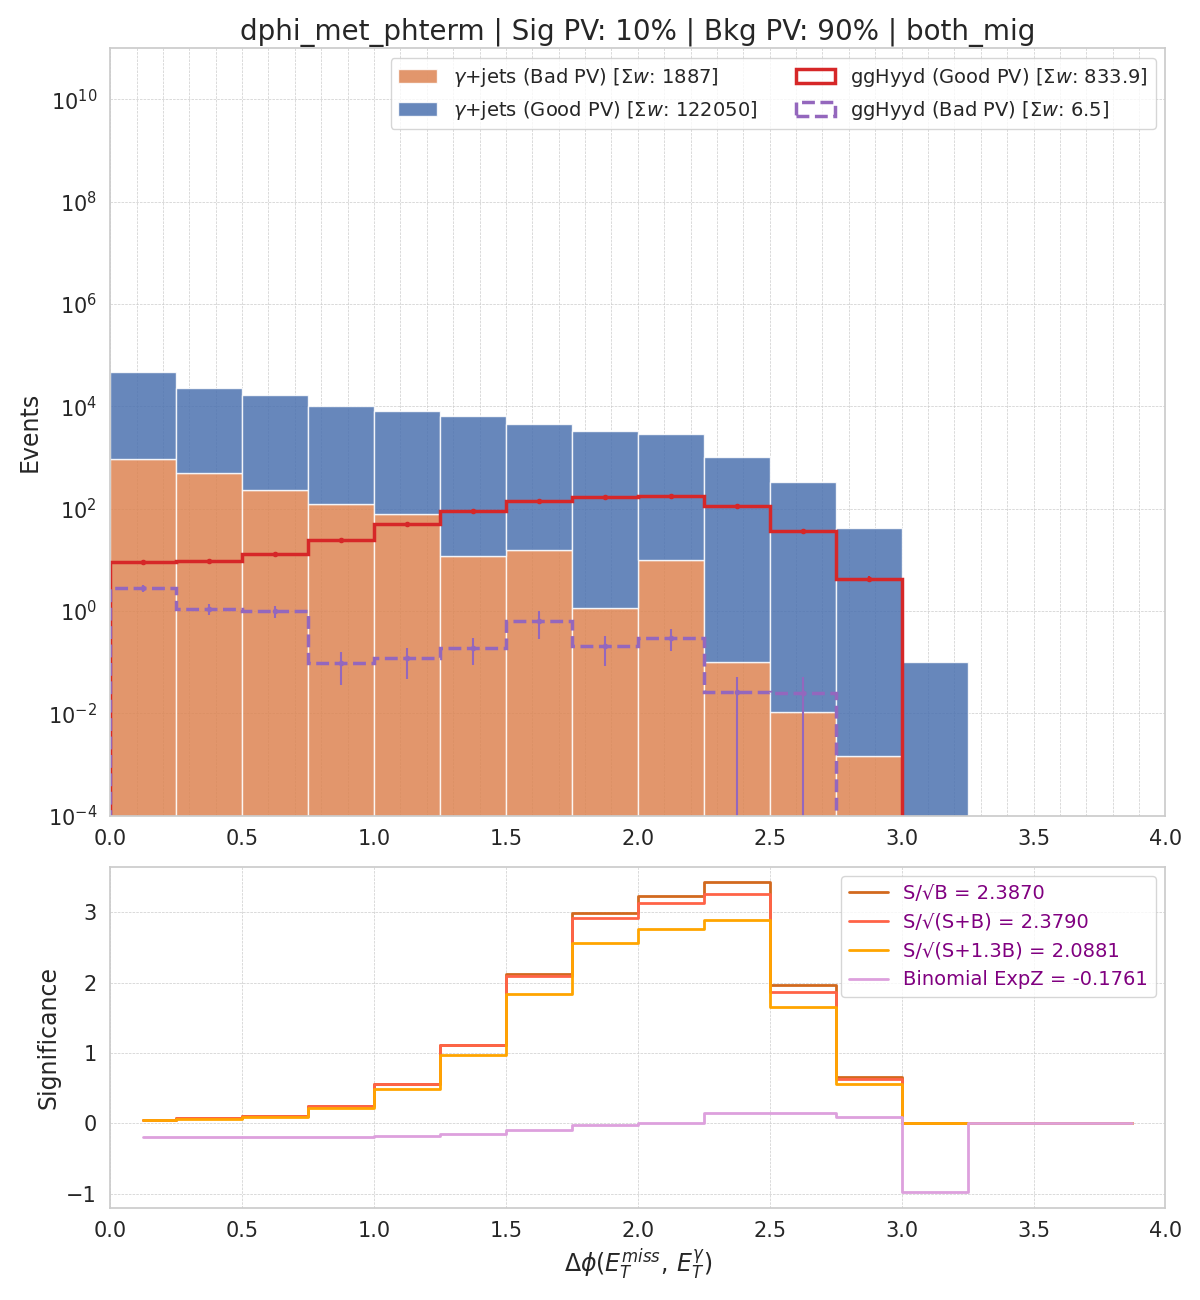 dphi_met_phterm | Sig PV: 10% | Bkg PV: 90% | both_mig
γ+jets (Bad PV) [Σw: 1887]
γ+jets (Good PV) [Σw: 122050]
ggHyyd (Good PV) [Σw: 833.9]
ggHyyd (Bad PV) [Σw: 6.5]
Events
10^10
10^8
10^6
10^4
10^2
10^0
10^−2
10^−4
0.0 0.5 1.0 1.5 2.0 2.5 3.0 3.5 4.0
S/√B = 2.3870
S/√(S+B) = 2.3790
S/√(S+1.3B) = 2.0881
Binomial ExpZ = -0.1761
Significance
3
2
1
0
−1
0.0 0.5 1.0 1.5 2.0 2.5 3.0 3.5 4.0
Δϕ(E_T^miss, E_T^γ)